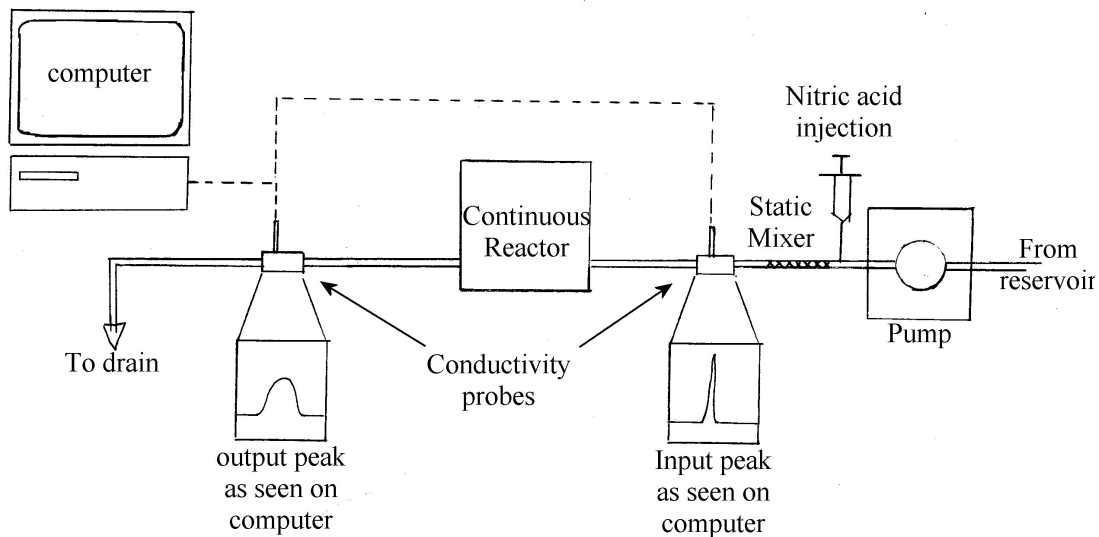 computer
Nitric acid
injection
Continuous
Reactor
Static
Mixer
From
reservoir
Pump
To drain
Conductivity
probes
output peak
as seen on
computer
Input peak
as seen on
computer